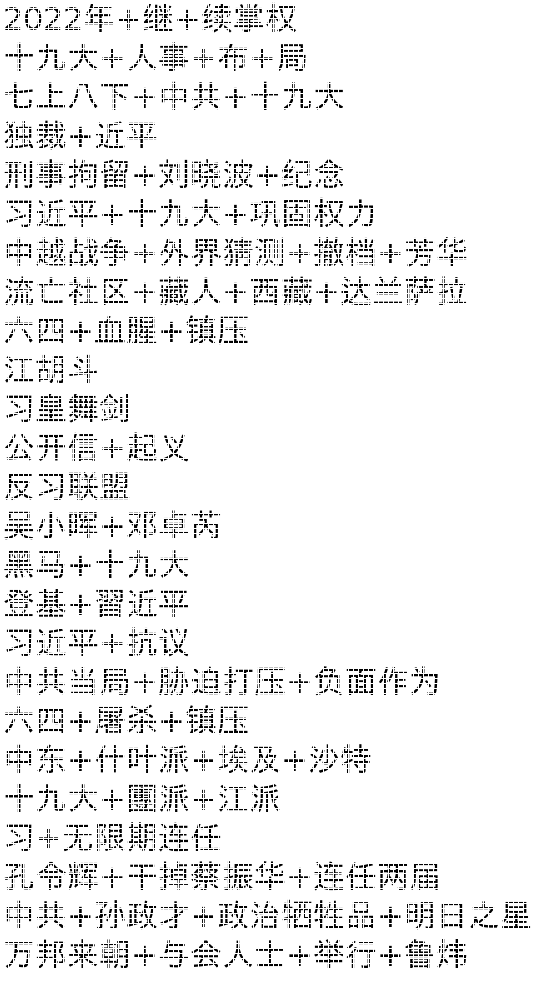 2022年+继+续掌权
十九大+人事+布+局
七上八下+中共+十九大
独裁+近平
刑事拘留+刘晓波+纪念
习近平+十九大+巩固权力
中越战争+外界猜测+撤档+芳华
流亡社区+藏人+西藏+达兰萨拉
六四+血腥+镇压
江胡斗
习皇舞剑
公开信+起义
反习联盟
吴小晖+邓卓芮
黑马+十九大
登基+習近平
习近平+抗议
中共当局+胁迫打压+负面作为
六四+屠杀+镇压
中东+什叶派+埃及+沙特
十九大+團派+江派
习+无限期连任
孔令辉+干掉蔡振华+连任两届
中共+孙政才+政治牺牲品+明日之星
万邦来朝+与会人士+举行+鲁炜